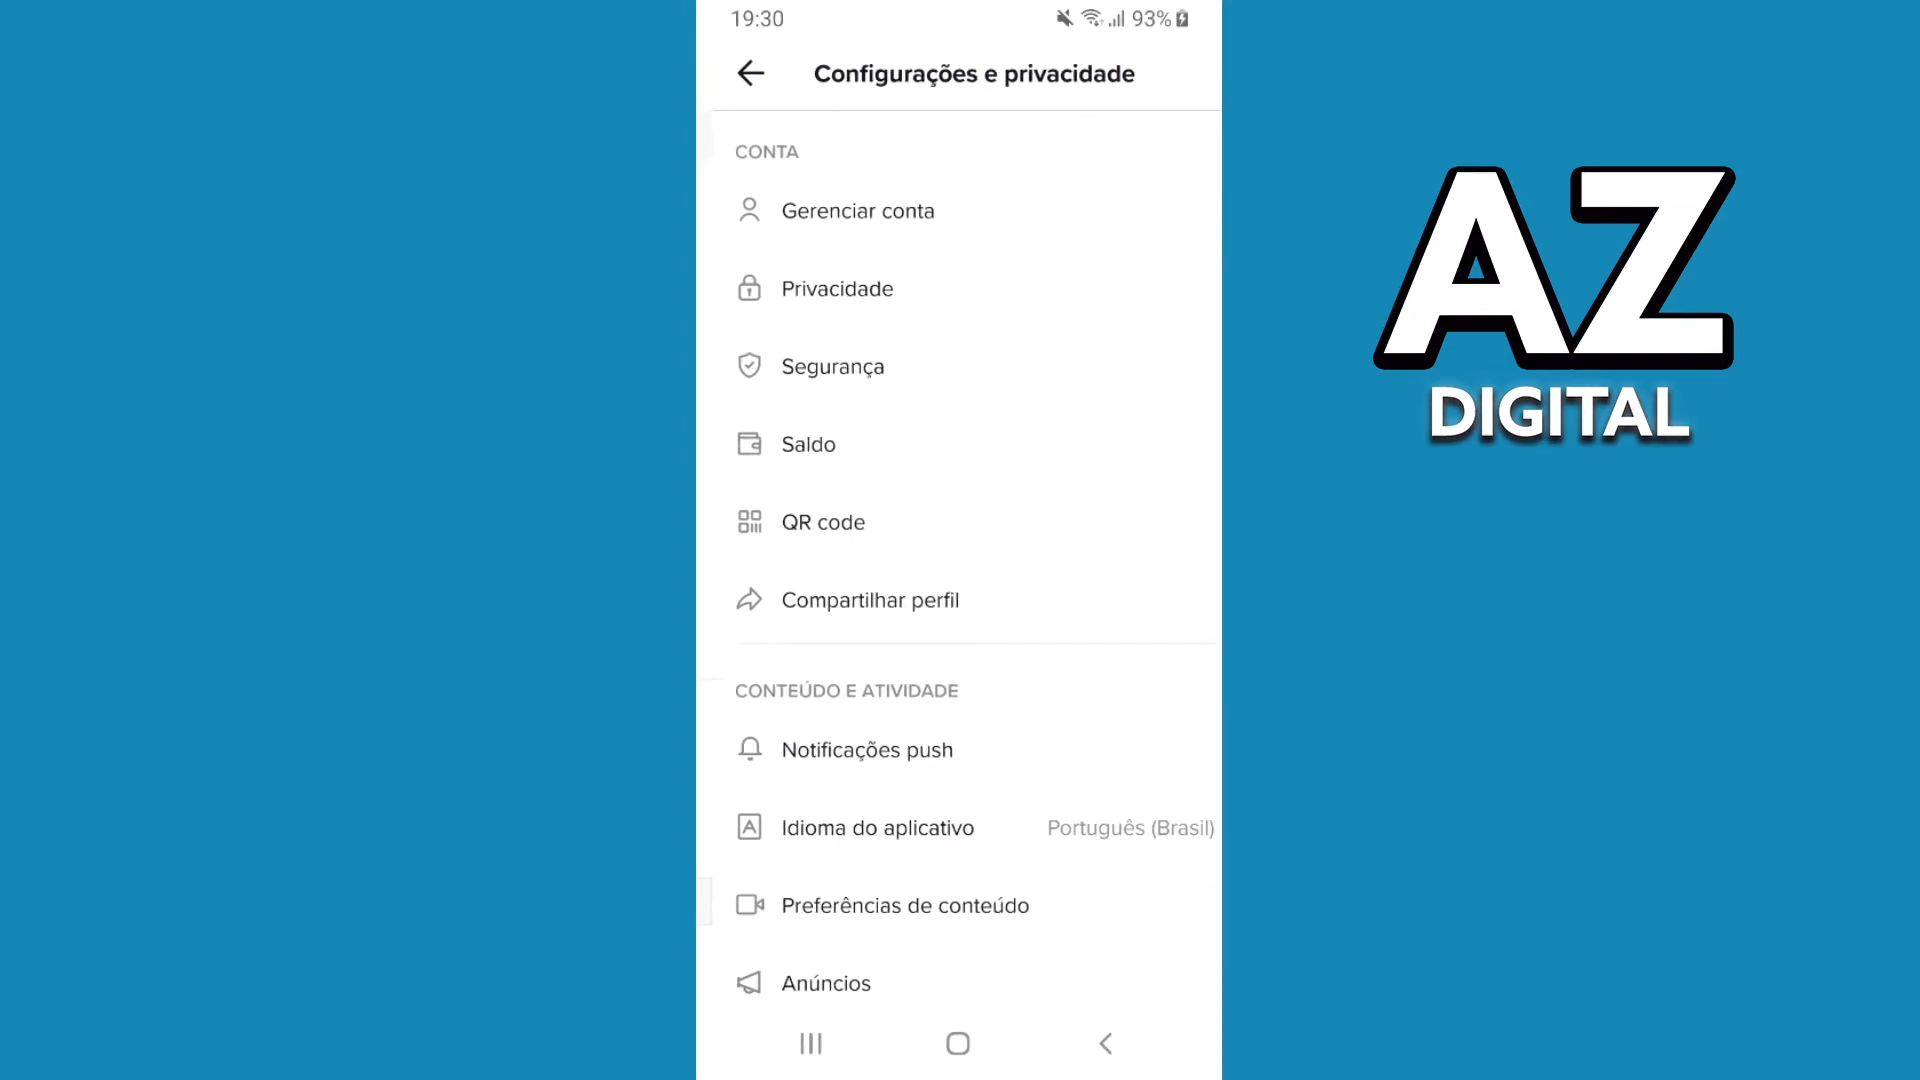 19:30 93%
Configurações e privacidade
CONTA
Gerenciar conta
Privacidade
Segurança
Saldo
QR code
Compartilhar perfil
CONTEÚDO E ATIVIDADE
Notificações push
Idioma do aplicativo Português (Brasil)
Preferências de conteúdo
Anúncios
AZ
DIGITAL